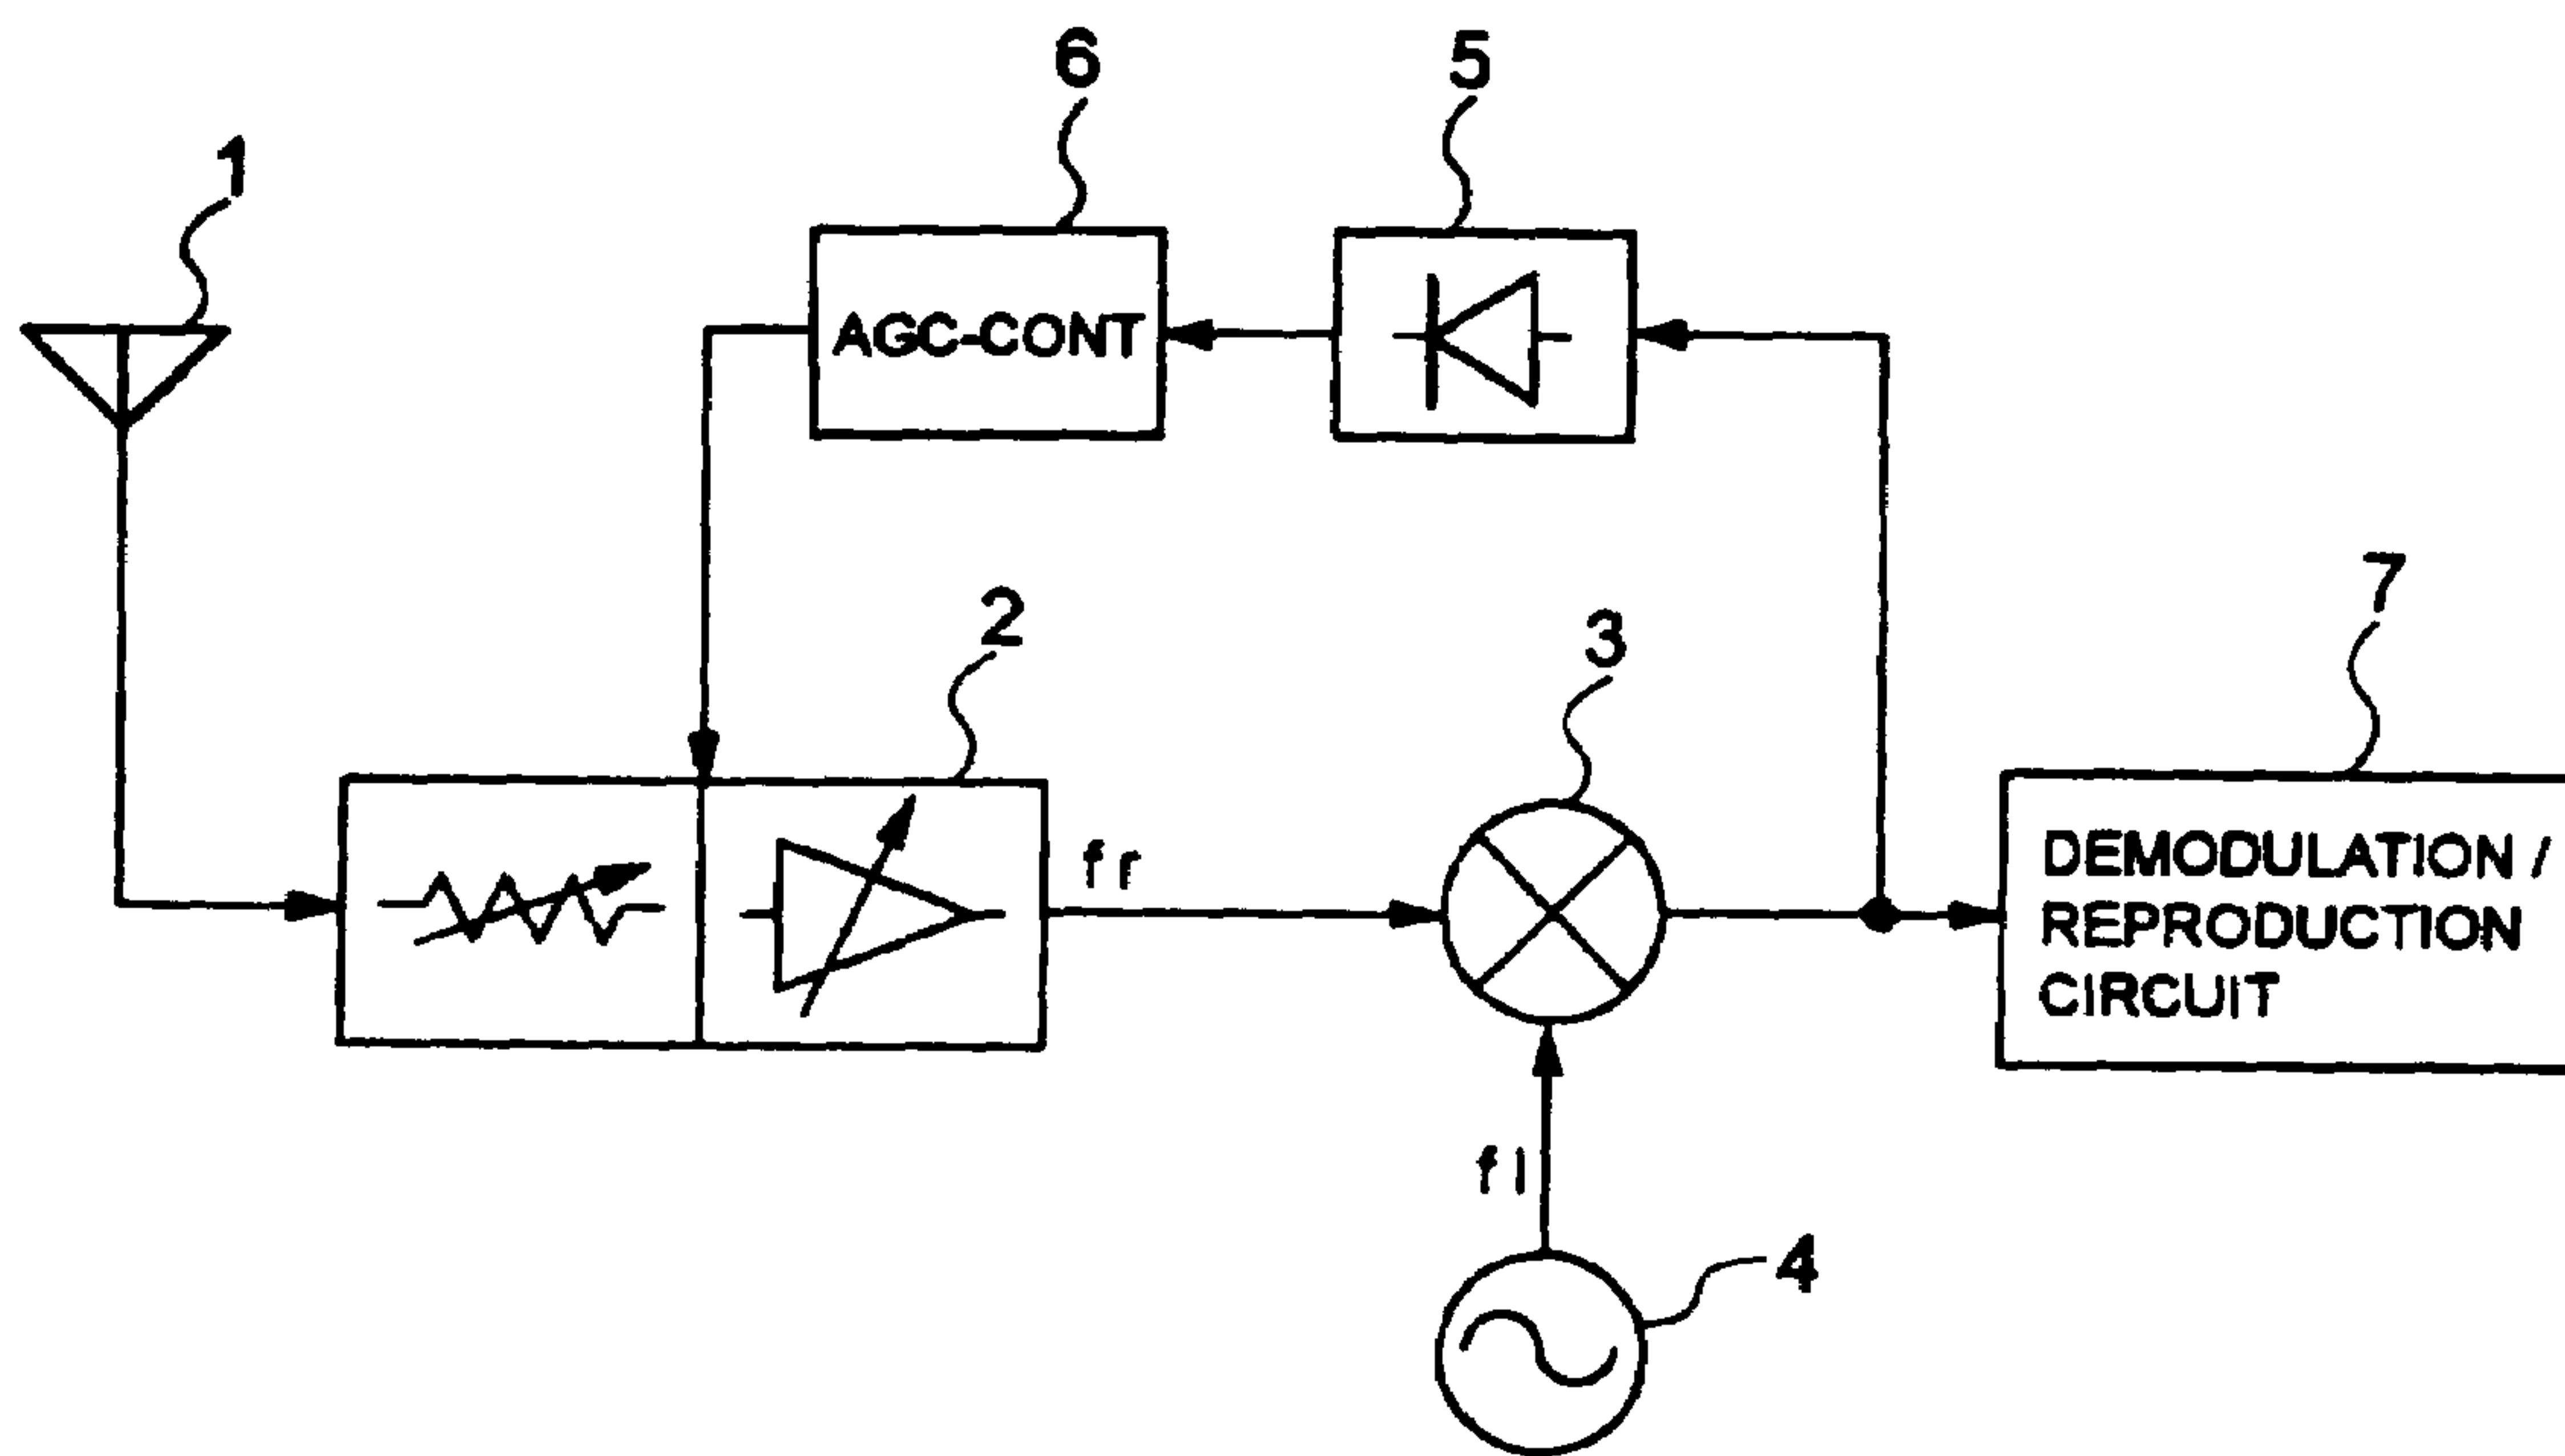 6
5
1
AGC-CONT
2
3
7
fr
DEMODULATION /
REPRODUCTION
CIRCUIT
fl
4